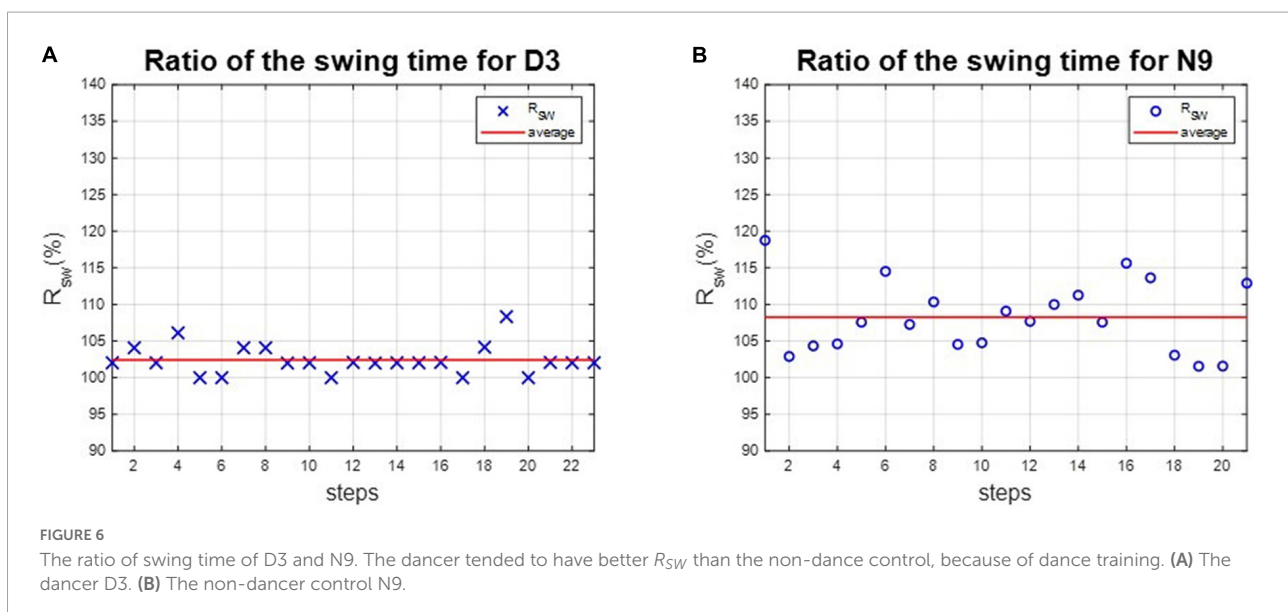 A
Ratio of the swing time for D3
140
135
130
125
120
115
110
105
100
95
90
R_sw(%)
R_SW
average
2 4 6 8 10 12 14 16 18 20 22
steps
B
Ratio of the swing time for N9
140
135
130
125
120
115
110
105
100
95
90
R_sw(%)
R_SW
average
2 4 6 8 10 12 14 16 18 20
steps
FIGURE 6
The ratio of swing time of D3 and N9. The dancer tended to have better R_SW than the non-dance control, because of dance training. (A) The
dancer D3. (B) The non-dancer control N9.